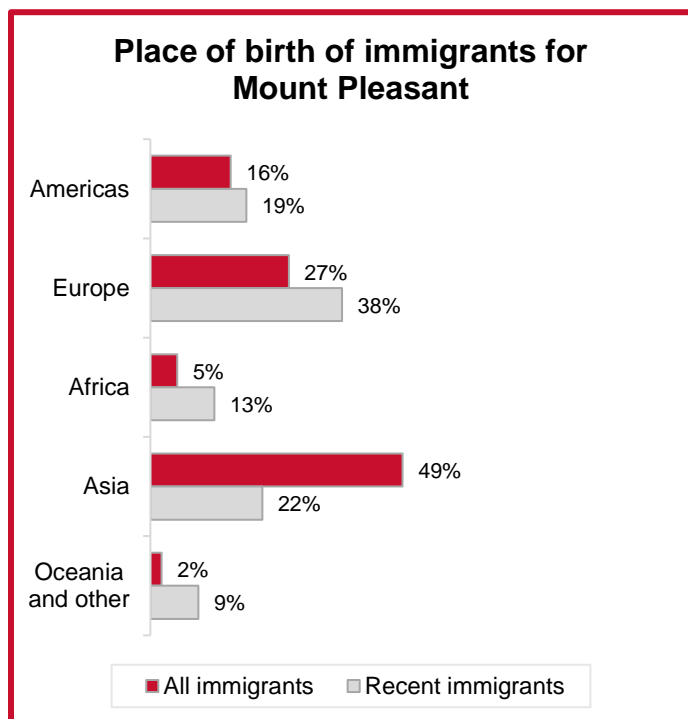 Place of birth of immigrants for
Mount Pleasant
Americas
16%
19%
Europe
27%
38%
Africa
5%
13%
Asia
49%
22%
Oceania
and other
2%
9%
All immigrants
Recent immigrants